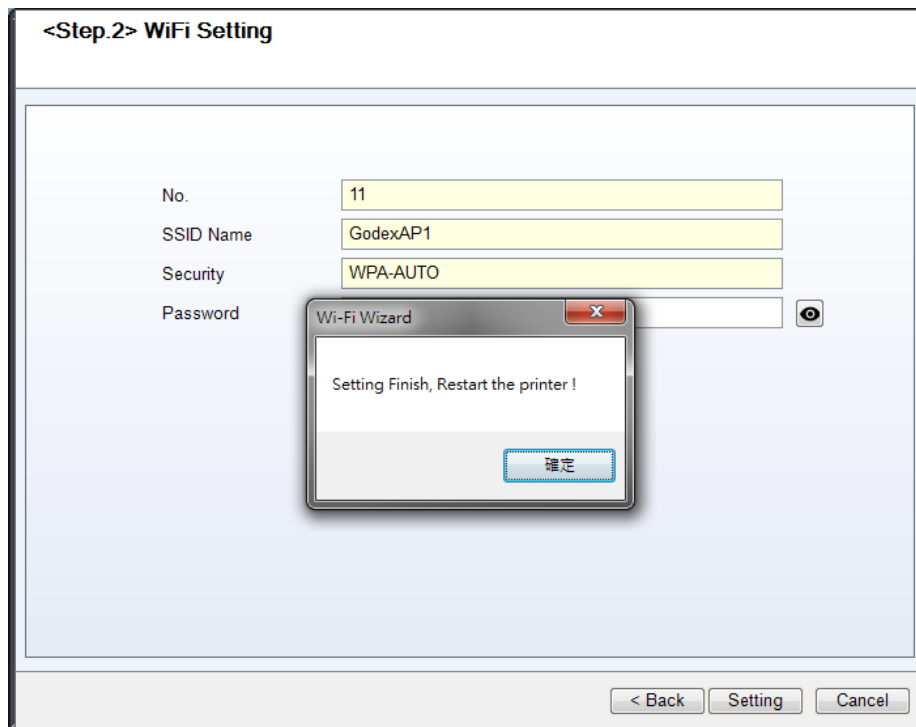 <Step.2> WiFi Setting
No. 11
SSID Name GodexAP1
Security WPA-AUTO
Password
Wi-Fi Wizard
Setting Finish, Restart the printer !
確定
< Back Setting Cancel